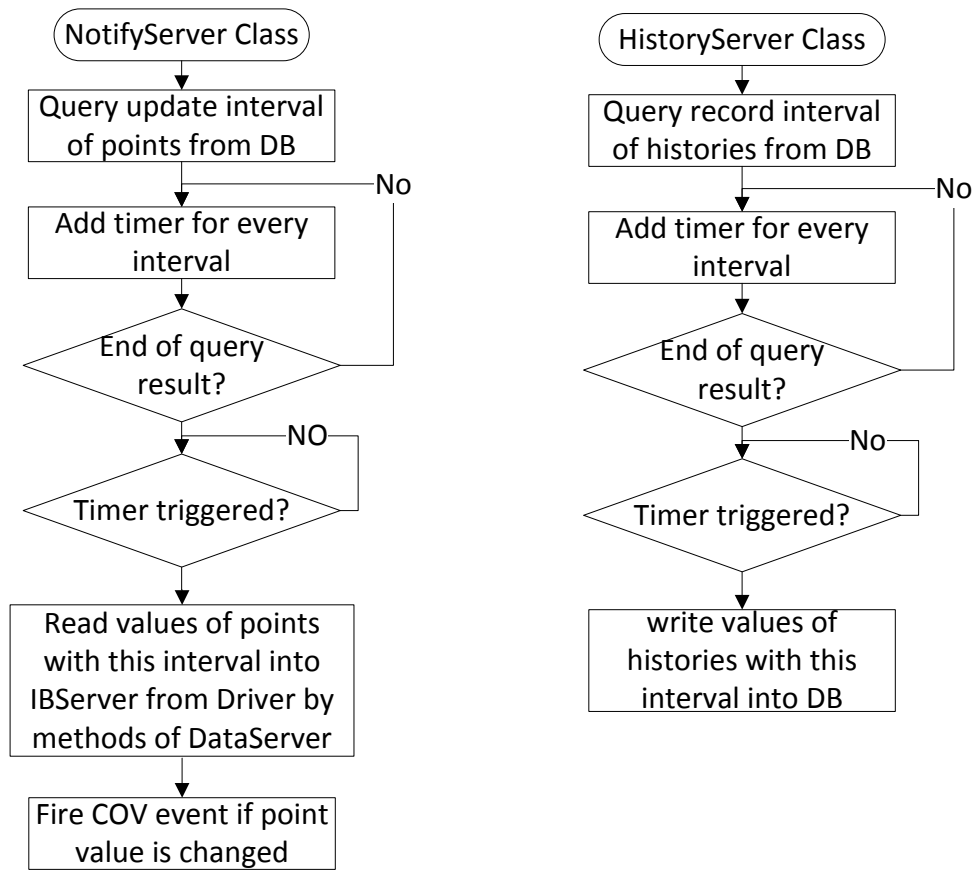 NotifyServer Class
Query update interval
of points from DB
No
Add timer for every
interval
End of query
result?
NO
Timer triggered?
Read values of points
with this interval into
IBServer from Driver by
methods of DataServer
Fire COV event if point
value is changed
HistoryServer Class
Query record interval
of histories from DB
No
Add timer for every
interval
End of query
result?
No
Timer triggered?
write values of
histories with this
interval into DB